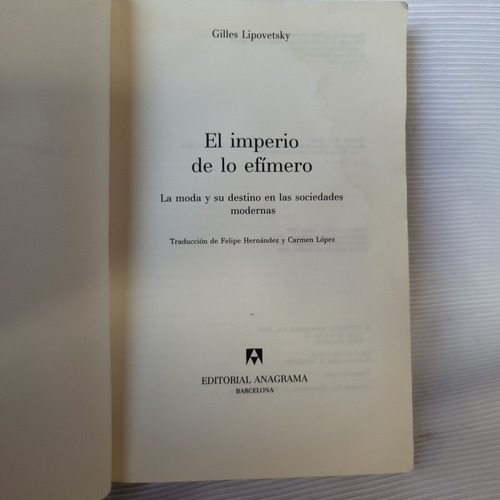 Gilles Lipovetsky
El imperio
de lo efímero
La moda y su destino en las sociedades
modernas
Traducción de Felipe Hernández y Carmen López
EDITORIAL ANAGRAMA
BARCELONA